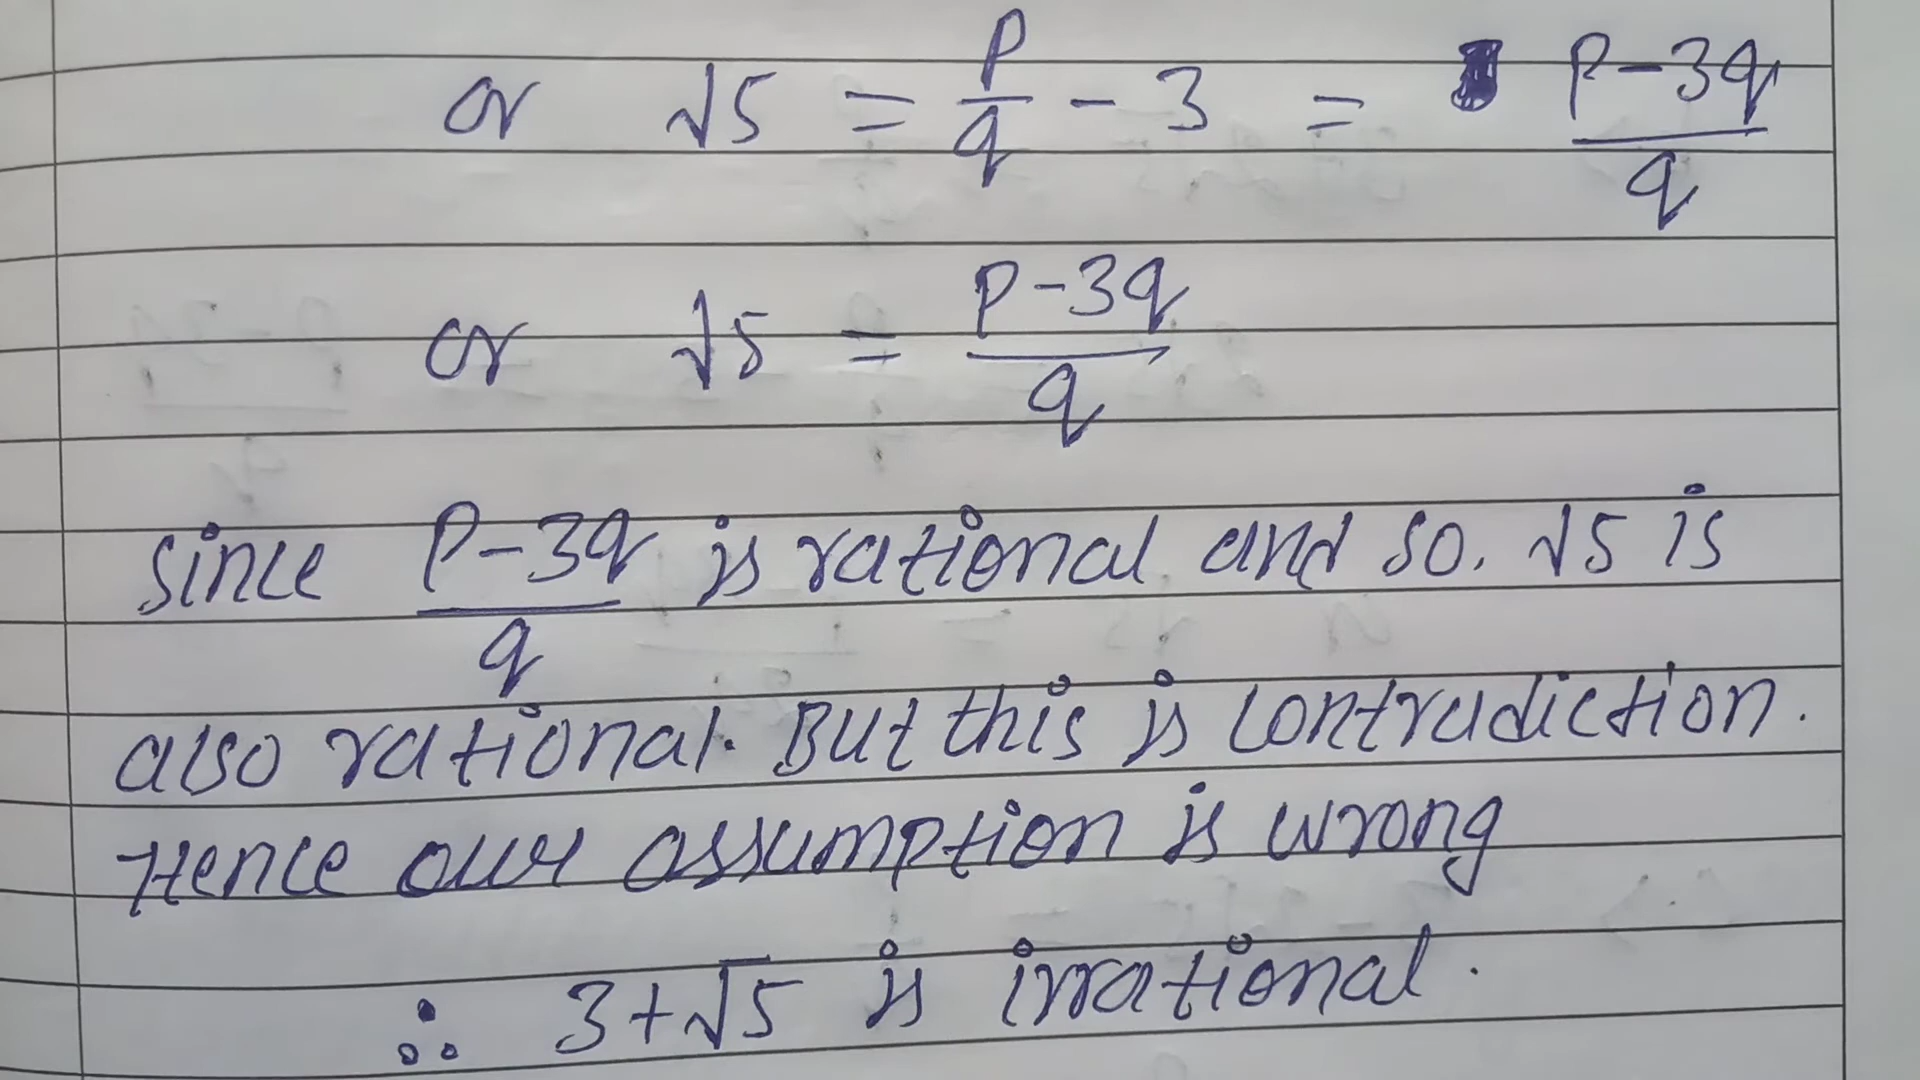 or √5 = p/q - 3 = p-3q/q
or √5 = p-3q/q
since p-3q/q is rational and so. √5 is
also rational. But this is contradiction.
Hence our assumption is wrong
∴ 3+√5 is irrational.